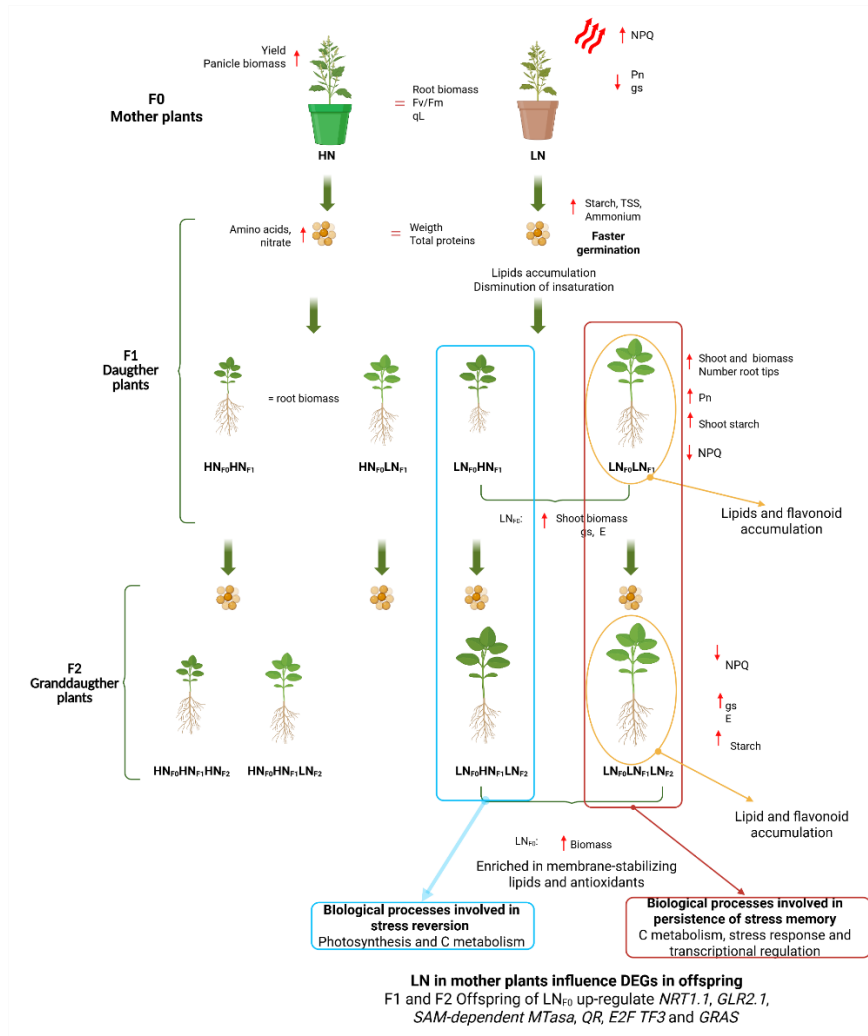 Yield
Panicle biomass
NPQ
Pn
gs
F0
Mother plants
= Root biomass
Fv/Fm
qL
HN
LN
Amino acids,
nitrate
= Weigth
Total proteins
Starch, TSS,
Ammonium
Faster
germination
Lipids accumulation
Disminution of insaturation
F1
Daugther
plants
= root biomass
Shoot and biomass
Number root tips
Pn
Shoot starch
NPQ
HNF0HNF1
HNF0LNF1
LNF0HNF1
LNF0LNF1
LNF0: Shoot biomass
gs, E
Lipids and flavonoid
accumulation
F2
Granddaugther
plants
NPQ
gs
E
Starch
HNF0HNF1HNF2
HNF0HNF1LNF2
LNF0HNF1LNF2
LNF0LNF1LNF2
Lipid and flavonoid
accumulation
LNF0: Biomass
Enriched in membrane-stabilizing
lipids and antioxidants
Biological processes involved in
stress reversion
Photosynthesis and C metabolism
Biological processes involved in
persistence of stress memory
C metabolism, stress response and
transcriptional regulation
LN in mother plants influence DEGs in offspring
F1 and F2 Offspring of LNF0 up-regulate NRT1.1, GLR2.1,
SAM-dependent MTasa, QR, E2F TF3 and GRAS